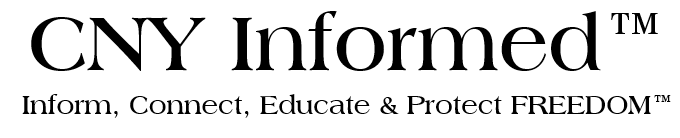 CNY Informed™
Inform, Connect, Educate & Protect FREEDOM™